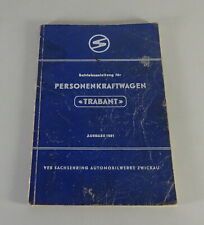 Betriebsanleitung für
PERSONENKRAFTWAGEN
«TRABANT»
AUSGABE 1961
VEB SACHSENRING AUTOMOBILWERKE ZWICKAU